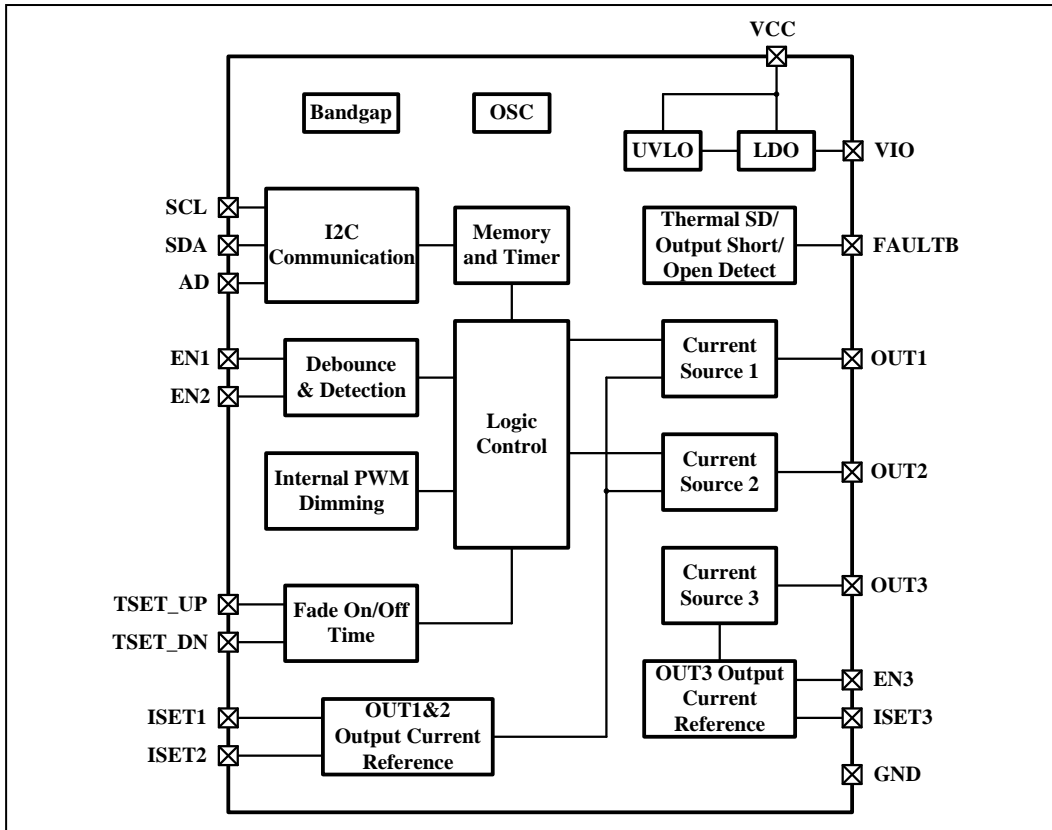 VCC
Bandgap
OSC
UVLO
LDO
VIO
SCL
SDA
AD
I2C
Communication
Memory
and Timer
Thermal SD/
Output Short/
Open Detect
FAULTB
EN1
EN2
Debounce
& Detection
Logic
Control
Current
Source 1
OUT1
Internal PWM
Dimming
Current
Source 2
OUT2
TSET_UP
TSET_DN
Fade On/Off
Time
Current
Source 3
OUT3
ISET1
ISET2
OUT1&2
Output Current
Reference
OUT3 Output
Current
Reference
EN3
ISET3
GND